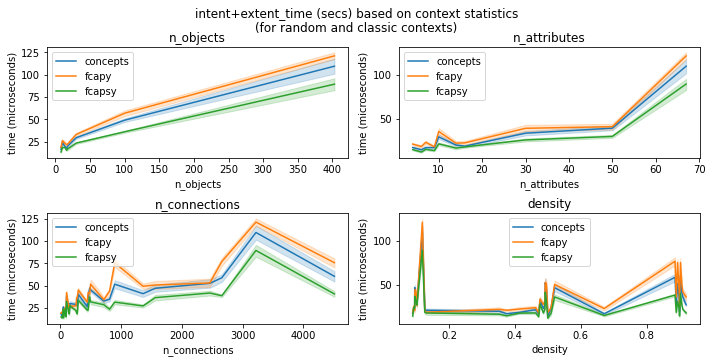 intent+extent_time (secs) based on context statistics
(for random and classic contexts)
n_objects
time (microseconds)
125
100
75
50
25
concepts
fcapy
fcapsy
0 50 100 150 200 250 300 350 400
n_objects
n_attributes
time (microseconds)
100
50
concepts
fcapy
fcapsy
10 20 30 40 50 60 70
n_attributes
n_connections
time (microseconds)
125
100
75
50
25
concepts
fcapy
fcapsy
0 1000 2000 3000 4000
n_connections
density
time (microseconds)
100
50
concepts
fcapy
fcapsy
0.2 0.4 0.6 0.8
density